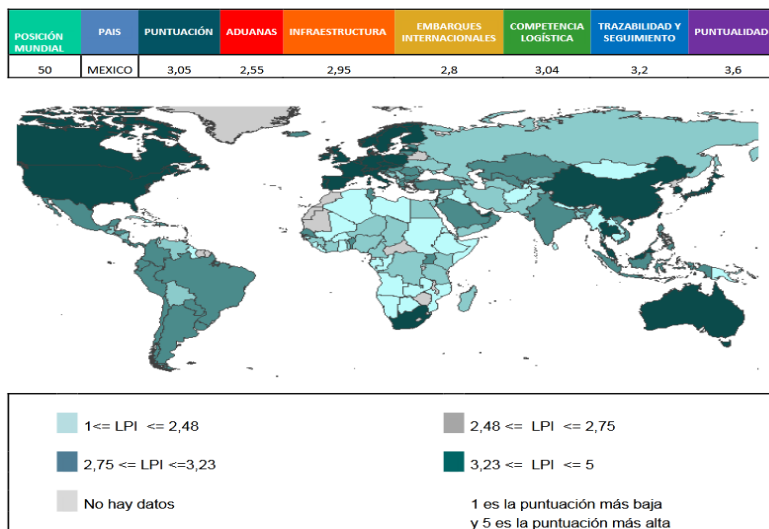 POSICIÓN MUNDIAL PAIS PUNTUACIÓN ADUANAS INFRAESTRUCTURA EMBARQUES INTERNACIONALES COMPETENCIA LOGÍSTICA TRAZABILIDAD Y SEGUIMIENTO PUNTUALIDAD
50 MEXICO 3,05 2,55 2,95 2,8 3,04 3,2 3,6
1<= LPI <= 2,48
2,48 <= LPI <= 2,75
2,75 <= LPI <=3,23
3,23 <= LPI <= 5
No hay datos
1 es la puntuación más baja
y 5 es la puntuación más alta